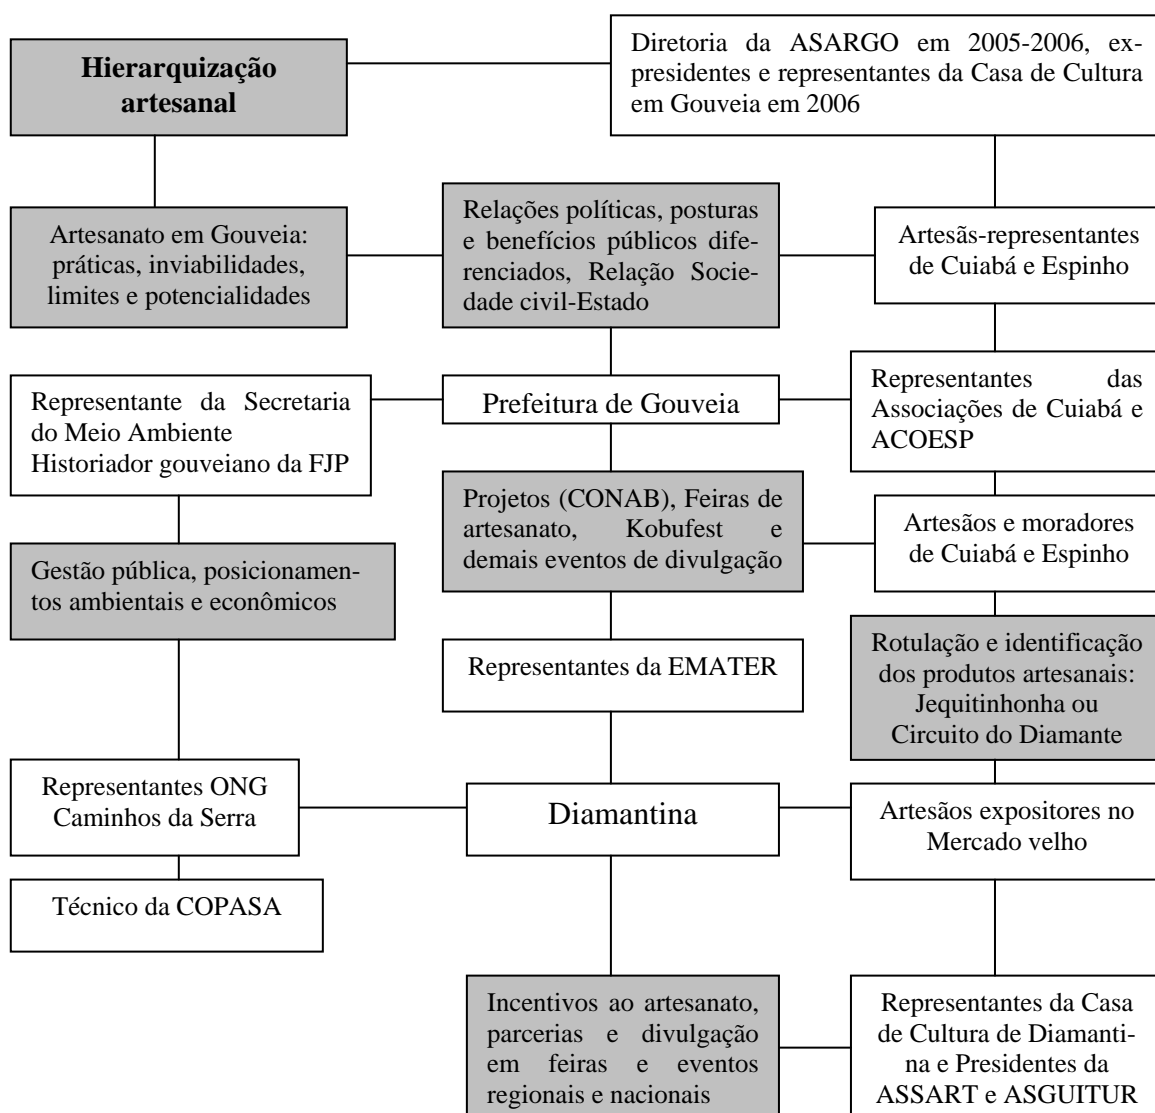 Hierarquização
artesanal
Diretoria da ASARGO em 2005-2006, ex-
presidentes e representantes da Casa de Cultura
em Gouveia em 2006
Artesanato em Gouveia:
práticas, inviabilidades,
limites e potencialidades
Relações políticas, posturas
e benefícios públicos dife-
renciados, Relação Socie-
dade civil-Estado
Artesãs-representantes
de Cuiabá e Espinho
Representante da Secretaria
do Meio Ambiente
Historiador gouveiano da FJP
Prefeitura de Gouveia
Representantes das
Associações de Cuiabá e
ACOESP
Projetos (CONAB), Feiras de
artesanato, Kobufest e
demais eventos de divulgação
Artesãos e moradores
de Cuiabá e Espinho
Gestão pública, posicionamen-
tos ambientais e econômicos
Representantes da EMATER
Rotulação e identificação
dos produtos artesanais:
Jequitinhonha ou
Circuito do Diamante
Representantes ONG
Caminhos da Serra
Diamantina
Artesãos expositores no
Mercado velho
Técnico da COPASA
Incentivos ao artesanato,
parcerias e divulgação
em feiras e eventos
regionais e nacionais
Representantes da Casa
de Cultura de Diamanti-
na e Presidentes da
ASSART e ASGUITUR